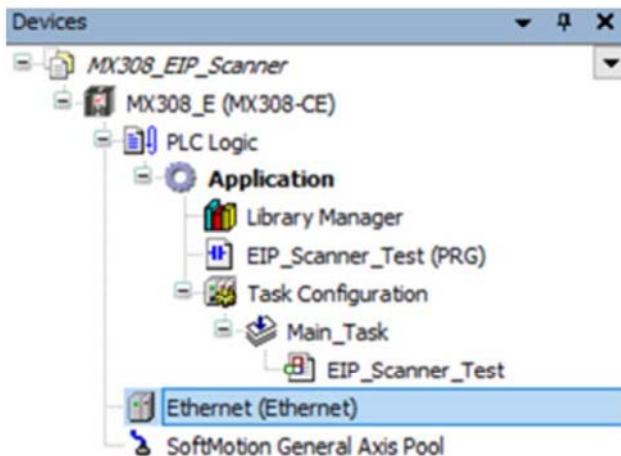 Devices
MX308_EIP_Scanner
MX308_E (MX308-CE)
PLC Logic
Application
Library Manager
EIP_Scanner_Test (PRG)
Task Configuration
Main_Task
EIP_Scanner_Test
Ethernet (Ethernet)
SoftMotion General Axis Pool